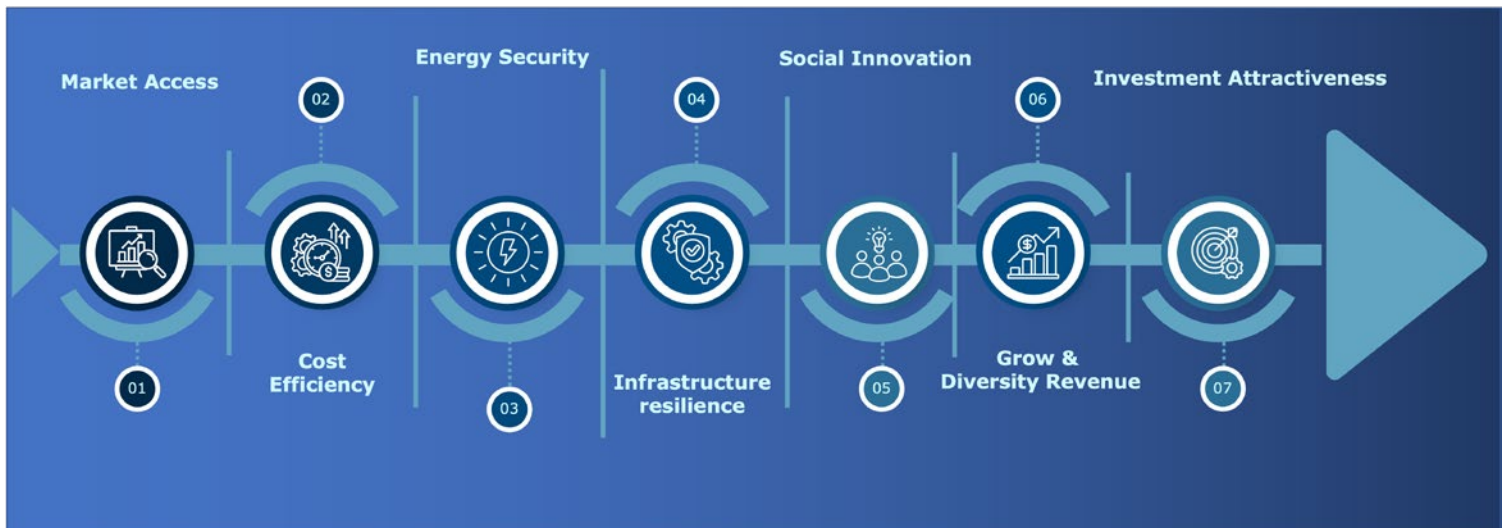 Market Access
01
02
Cost
Efficiency
Energy Security
03
04
Infrastructure
resilience
Social Innovation
05
06
Grow &
Diversity Revenue
Investment Attractiveness
07